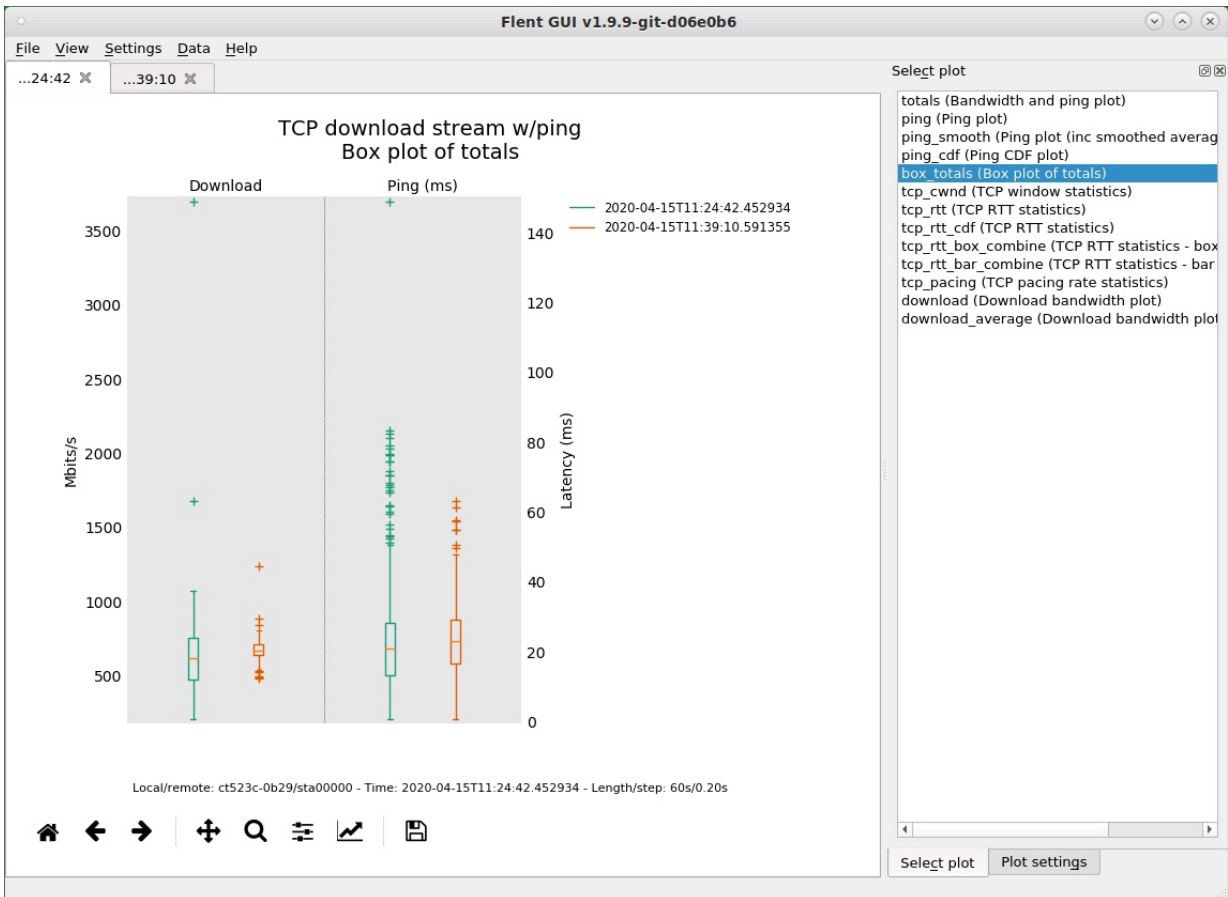 Flent GUI v1.9.9-git-d06e0b6
File View Settings Data Help
...24:42
...39:10
TCP download stream w/ping
Box plot of totals
Download
Ping (ms)
2020-04-15T11:24:42.452934
2020-04-15T11:39:10.591355
3500
3000
2500
2000
1500
1000
500
Mbits/s
140
120
100
80
60
40
20
0
Latency (ms)
Local/remote: ct523c-0b29/sta00000 - Time: 2020-04-15T11:24:42.452934 - Length/step: 60s/0.20s
Select plot
totals (Bandwidth and ping plot)
ping (Ping plot)
ping_smooth (Ping plot (inc smoothed averag
ping_cdf (Ping CDF plot)
box_totals (Box plot of totals)
tcp_cwnd (TCP window statistics)
tcp_rtt (TCP RTT statistics)
tcp_rtt_cdf (TCP RTT statistics)
tcp_rtt_box_combine (TCP RTT statistics - box
tcp_rtt_bar_combine (TCP RTT statistics - bar
tcp_pacing (TCP pacing rate statistics)
download (Download bandwidth plot)
download_average (Download bandwidth plot
Select plot
Plot settings